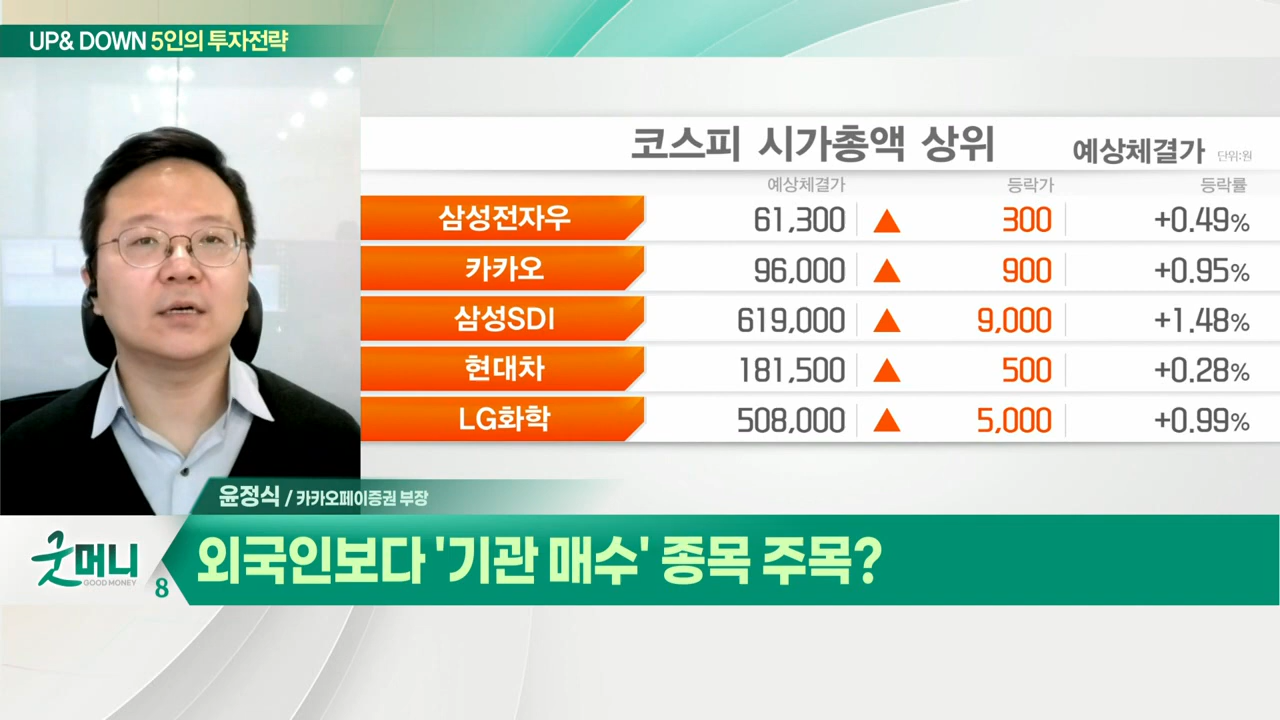 UP& DOWN 5인의 투자전략
코스피 시가총액 상위 예상체결가 단위:원
예상체결가 등락가 등락률
삼성전자우 61,300 ▲ 300 +0.49%
카카오 96,000 ▲ 900 +0.95%
삼성SDI 619,000 ▲ 9,000 +1.48%
현대차 181,500 ▲ 500 +0.28%
LG화학 508,000 ▲ 5,000 +0.99%
윤정식 / 카카오페이증권 부장
굿머니 GOOD MONEY 8
외국인보다 '기관 매수' 종목 주목?